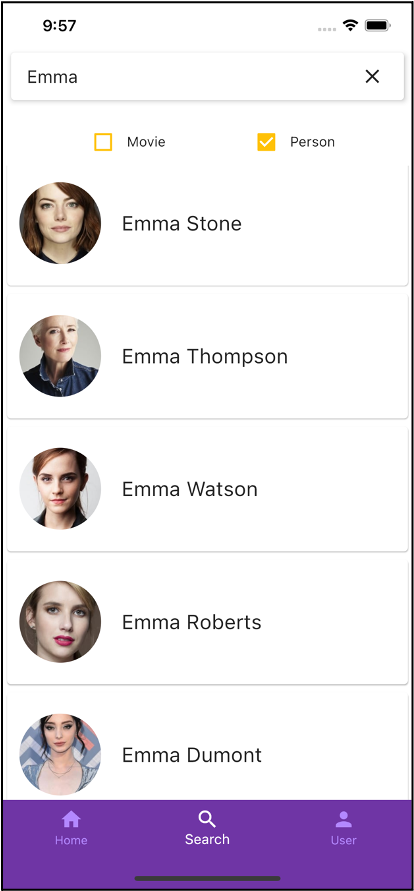 9:57
Emma
Movie Person
Emma Stone
Emma Thompson
Emma Watson
Emma Roberts
Emma Dumont
Home Search User